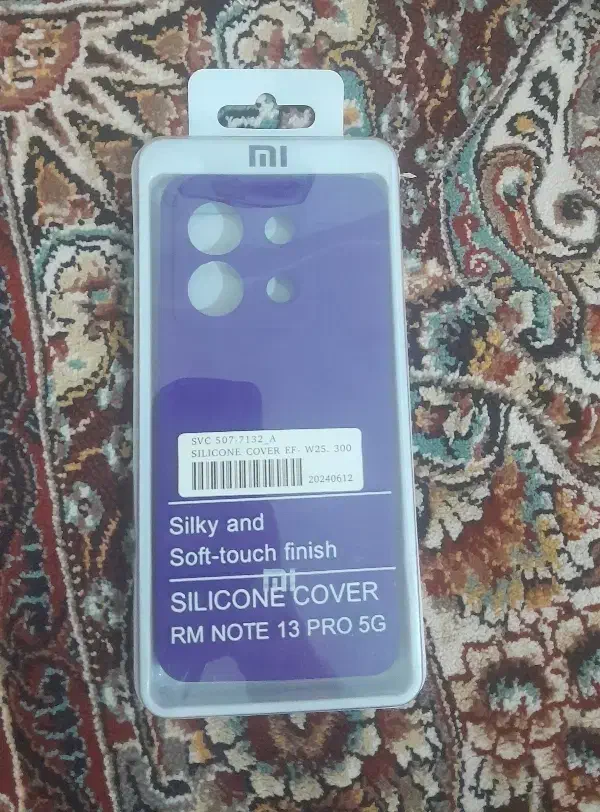 mi
SVC 507-7132_A
SILICONE COVER EF- W25. 300
20240612
Silky and
Soft-touch finish
mi
SILICONE COVER
RM NOTE 13 PRO 5G